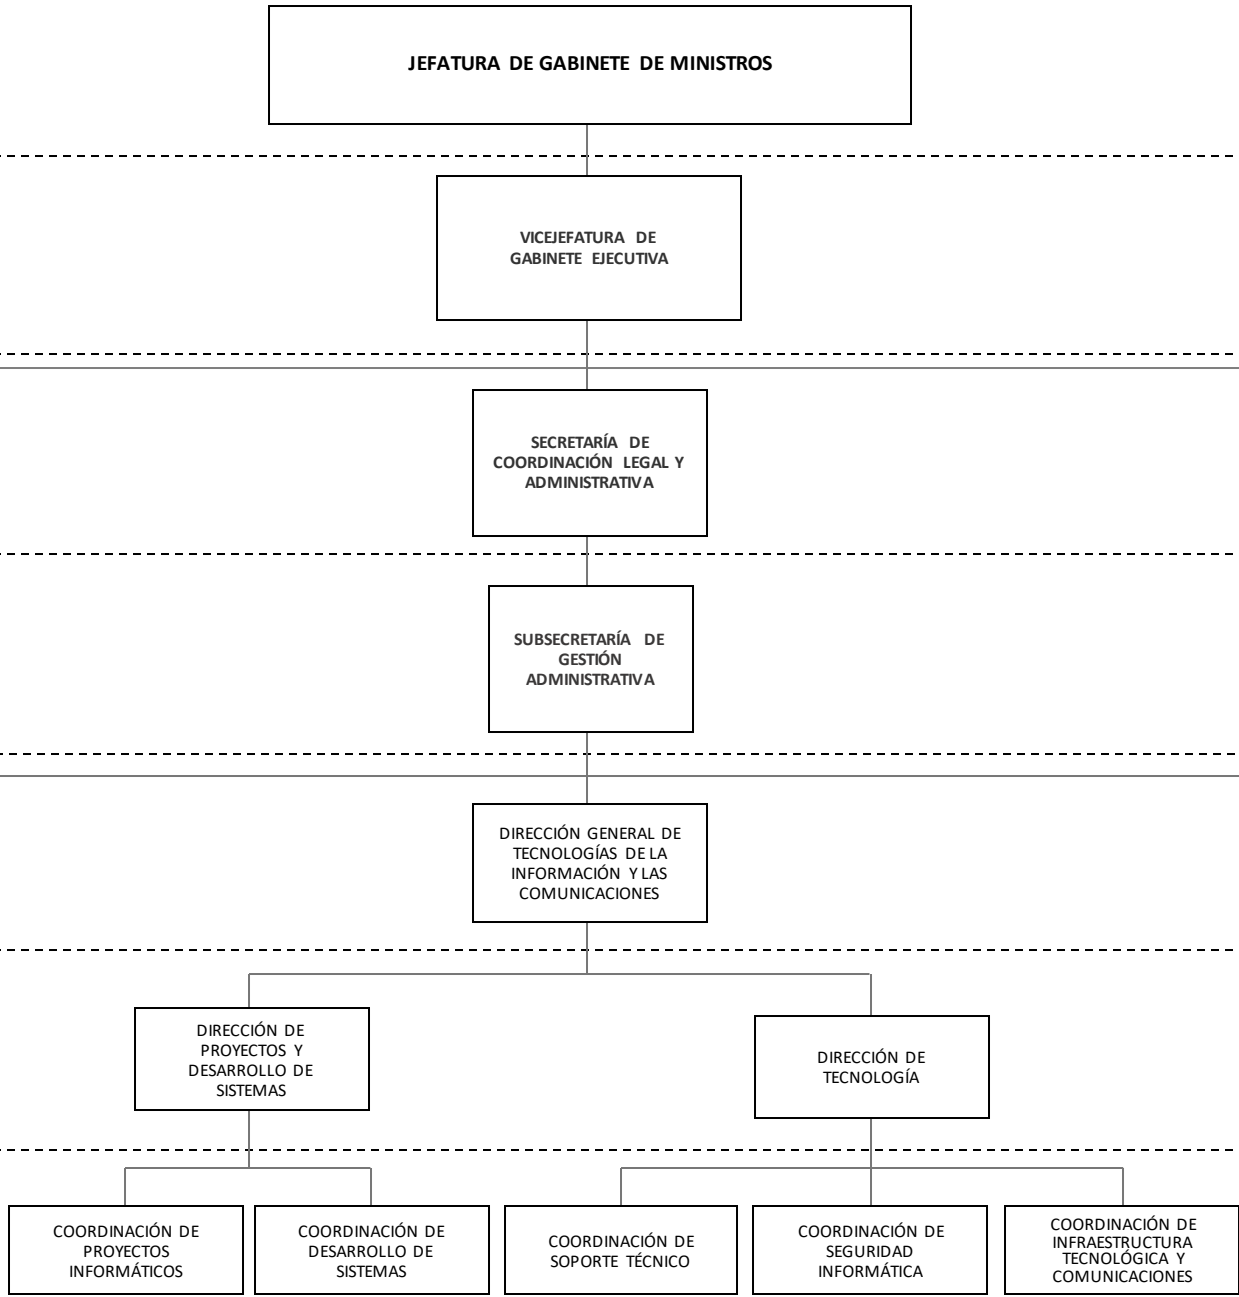 JEFATURA DE GABINETE DE MINISTROS
VICEJEFATURA DE
GABINETE EJECUTIVA
SECRETARÍA DE
COORDINACIÓN LEGAL Y
ADMINISTRATIVA
SUBSECRETARÍA DE
GESTIÓN
ADMINISTRATIVA
DIRECCIÓN GENERAL DE
TECNOLOGÍAS DE LA
INFORMACIÓN Y LAS
COMUNICACIONES
DIRECCIÓN DE
PROYECTOS Y
DESARROLLO DE
SISTEMAS
DIRECCIÓN DE
TECNOLOGÍA
COORDINACIÓN DE
PROYECTOS
INFORMÁTICOS
COORDINACIÓN DE
DESARROLLO DE
SISTEMAS
COORDINACIÓN DE
SOPORTE TÉCNICO
COORDINACIÓN DE
SEGURIDAD
INFORMÁTICA
COORDINACIÓN DE
INFRAESTRUCTURA
TECNOLÓGICA Y
COMUNICACIONES